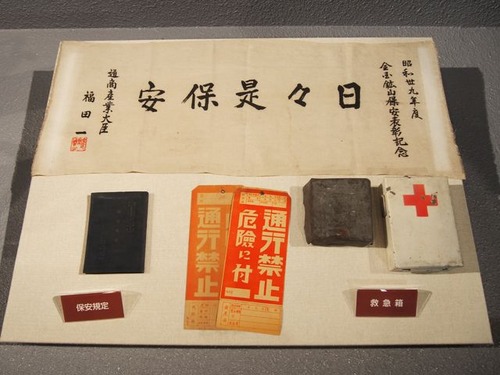 昭和卅九年度
全国鉱山保安表彰記念
日々是保安
通商産業大臣
福田一
通行禁止
通行禁止
危險に付
保安規定
救急箱